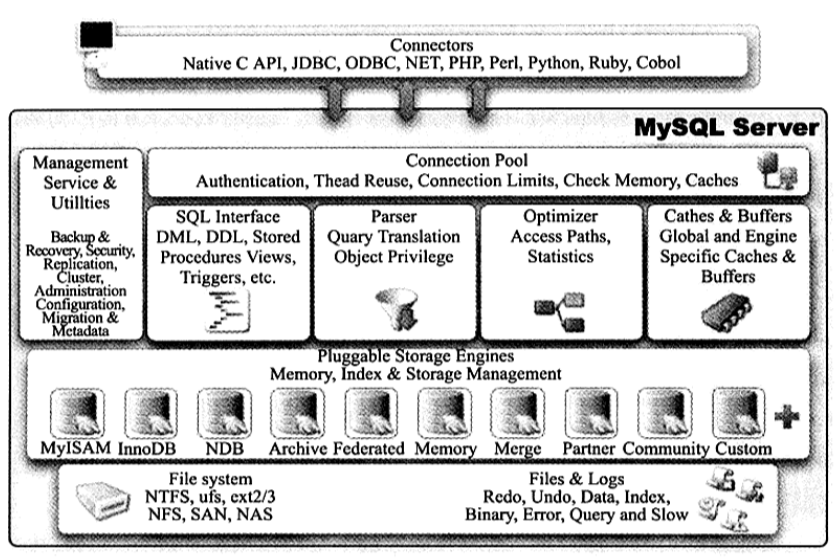 Connectors
Native C API, JDBC, ODBC, NET, PHP, Perl, Python, Ruby, Cobol
MySQL Server
Management
Service &
Utillties
Backup &
Recovery, Security,
Replication,
Cluster,
Administration
Configuration,
Migration &
Metadata
Connection Pool
Authentication, Thead Reuse, Connection Limits, Check Memory, Caches
SQL Interface
DML, DDL, Stored
Procedures Views,
Triggers, etc.
Parser
Quary Translation
Object Privilege
Optimizer
Access Paths,
Statistics
Cathes & Buffers
Global and Engine
Specific Caches &
Buffers
Pluggable Storage Engines
Memory, Index & Storage Management
MyISAM InnoDB NDB Archive Federated Memory Merge Partner Community Custom
File system
NTFS, ufs, ext2/3
NFS, SAN, NAS
Files & Logs
Redo, Undo, Data, Index,
Binary, Error, Query and Slow